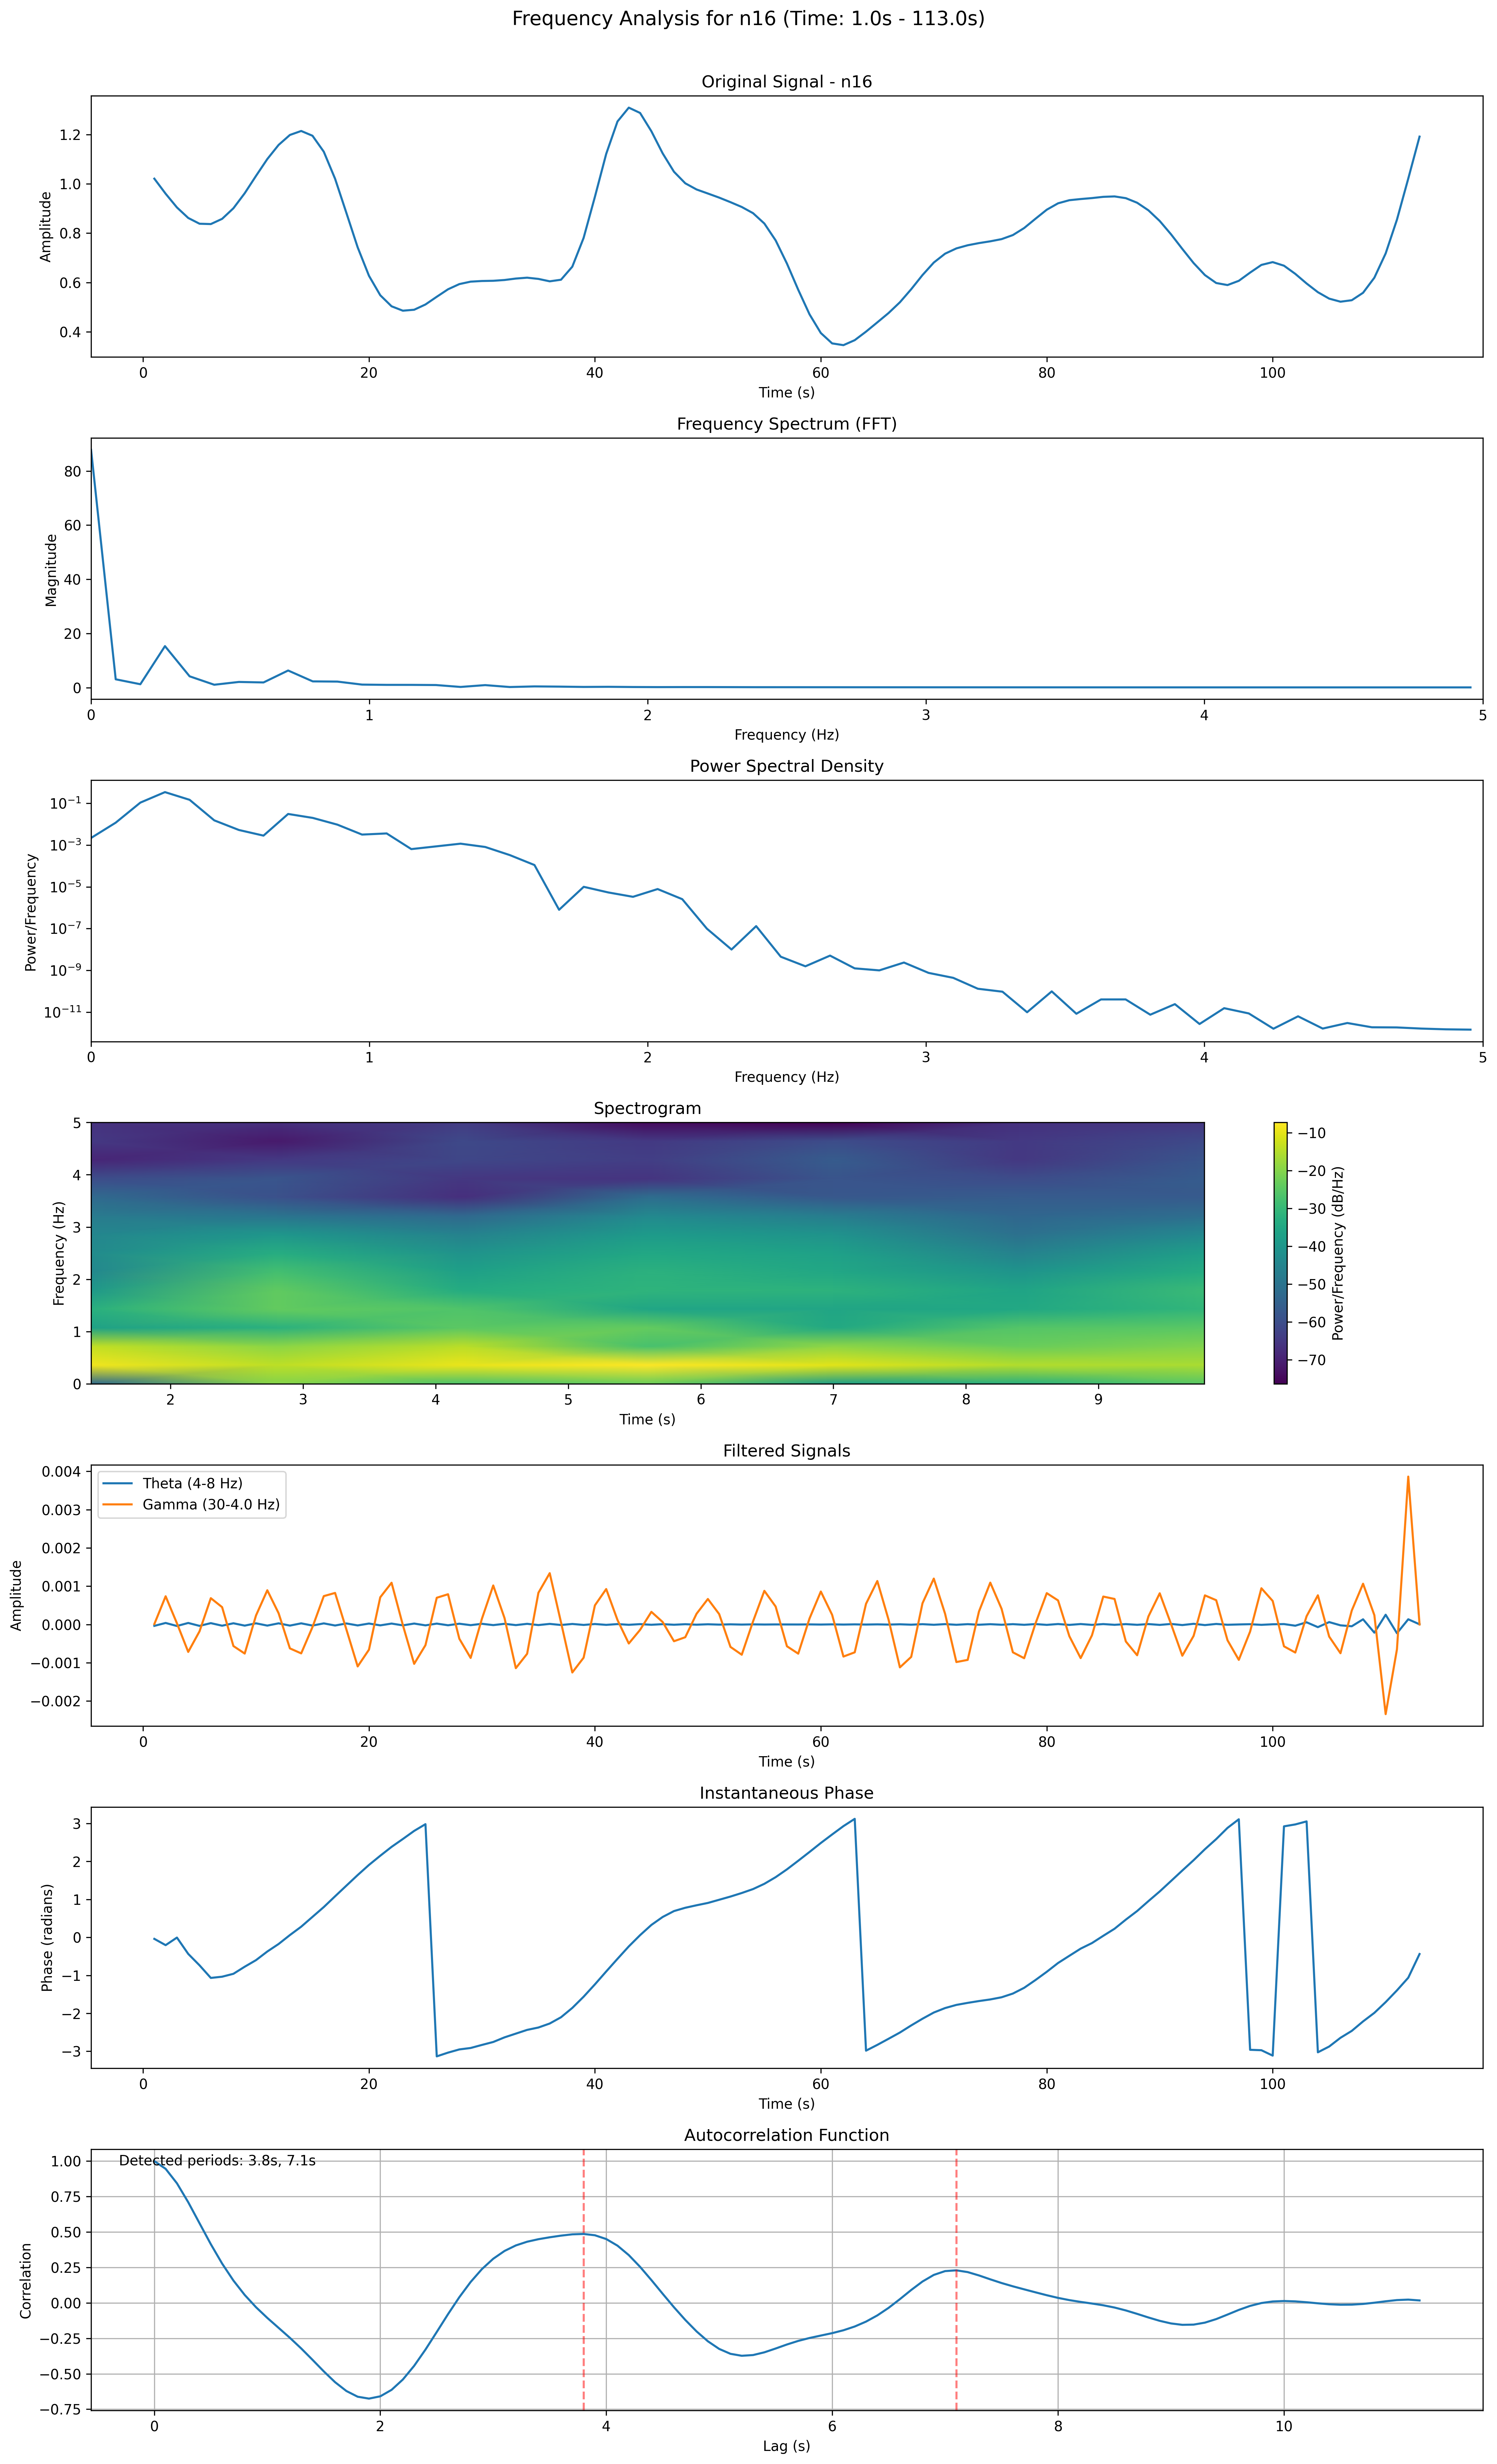 Frequency Analysis for n16 (Time: 1.0s - 113.0s)
Original Signal - n16
Amplitude
1.2
1.0
0.8
0.6
0.4
0 20 40 60 80 100
Time (s)
Frequency Spectrum (FFT)
Magnitude
80
60
40
20
0
0 1 2 3 4 5
Frequency (Hz)
Power Spectral Density
Power/Frequency
10⁻¹
10⁻³
10⁻⁵
10⁻⁷
10⁻⁹
10⁻¹¹
0 1 2 3 4 5
Frequency (Hz)
Spectrogram
Frequency (Hz)
5
4
3
2
1
0
2 3 4 5 6 7 8 9
Time (s)
−10
−20
−30
−40
−50
−60
−70
Power/Frequency (dB/Hz)
Filtered Signals
Amplitude
0.004
0.003
0.002
0.001
0.000
−0.001
−0.002
Theta (4-8 Hz)
Gamma (30-4.0 Hz)
0 20 40 60 80 100
Time (s)
Instantaneous Phase
Phase (radians)
3
2
1
0
−1
−2
−3
0 20 40 60 80 100
Time (s)
Autocorrelation Function
Correlation
Detected periods: 3.8s, 7.1s
1.00
0.75
0.50
0.25
0.00
−0.25
−0.50
−0.75
0 2 4 6 8 10
Lag (s)